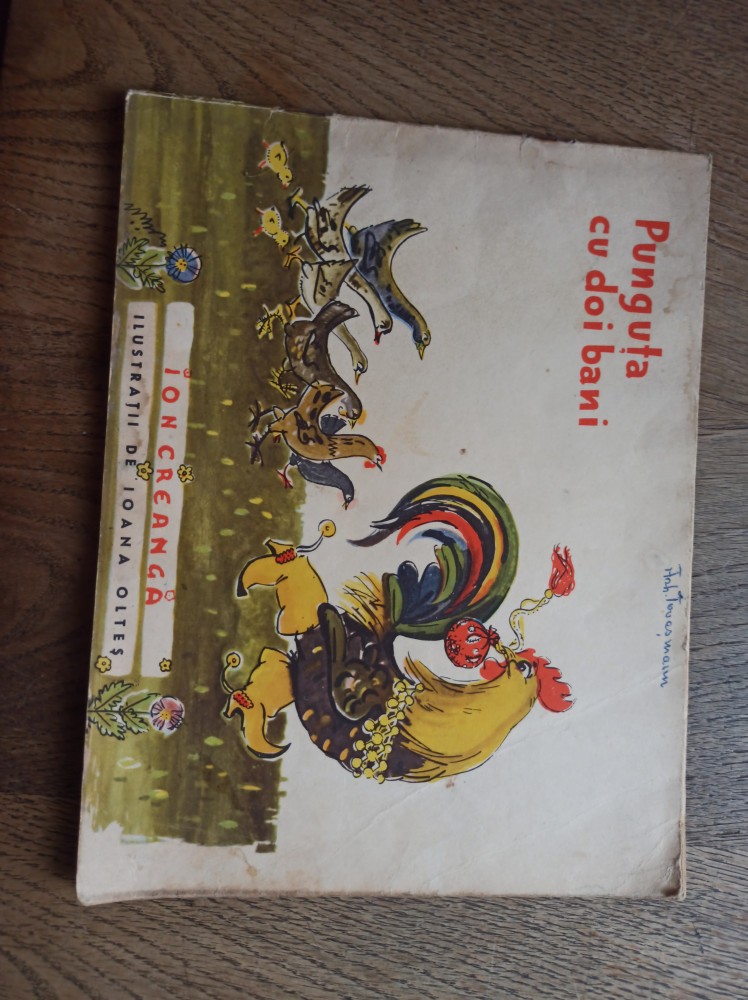 Punguța
cu doi bani
ION CREANGĂ
ILUSTRAȚII DE IOANA OLTEȘ